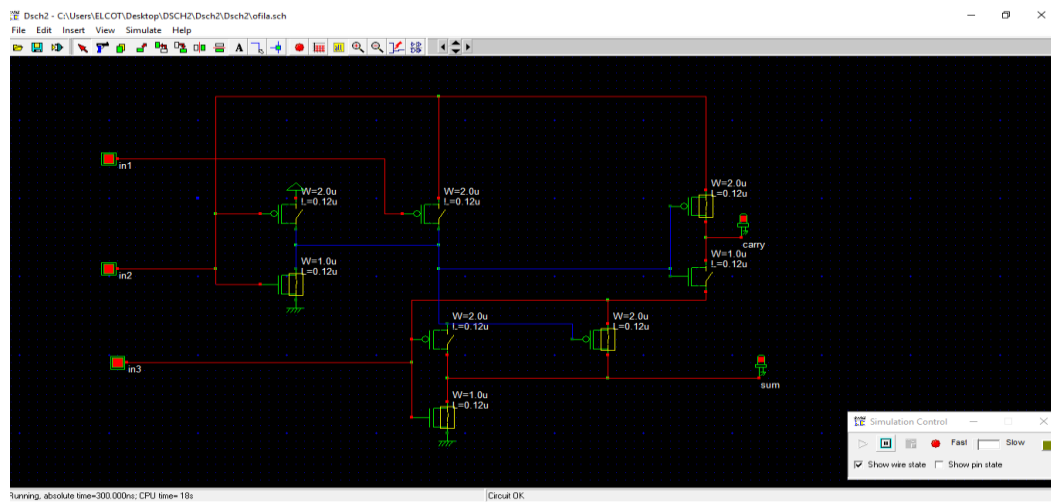 Dsch2 - C:\Users\ELCOT\Desktop\DSCH2\Dsch2\Dsch2\ofila.sch
File Edit Insert View Simulate Help
in1
W=2.0u
L=0.12u
W=2.0u
L=0.12u
W=2.0u
L=0.12u
carry
W=1.0u
L=0.12u
in2
W=1.0u
L=0.12u
W=2.0u
L=0.12u
W=2.0u
L=0.12u
in3
sum
W=1.0u
L=0.12u
Simulation Control
Fast Slow
Show wire state Show pin state
Running, absolute time=300.000ns; CPU time= 18s
Circuit OK